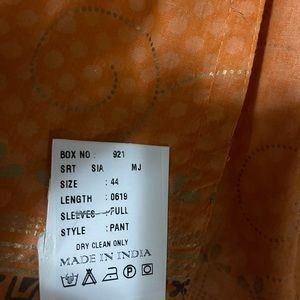 BOX NO : 921
SRT SIA MJ
SIZE : 44
LENGTH : 0619
SLEEVES : FULL
STYLE : PANT
DRY CLEAN ONLY
MADE IN INDIA